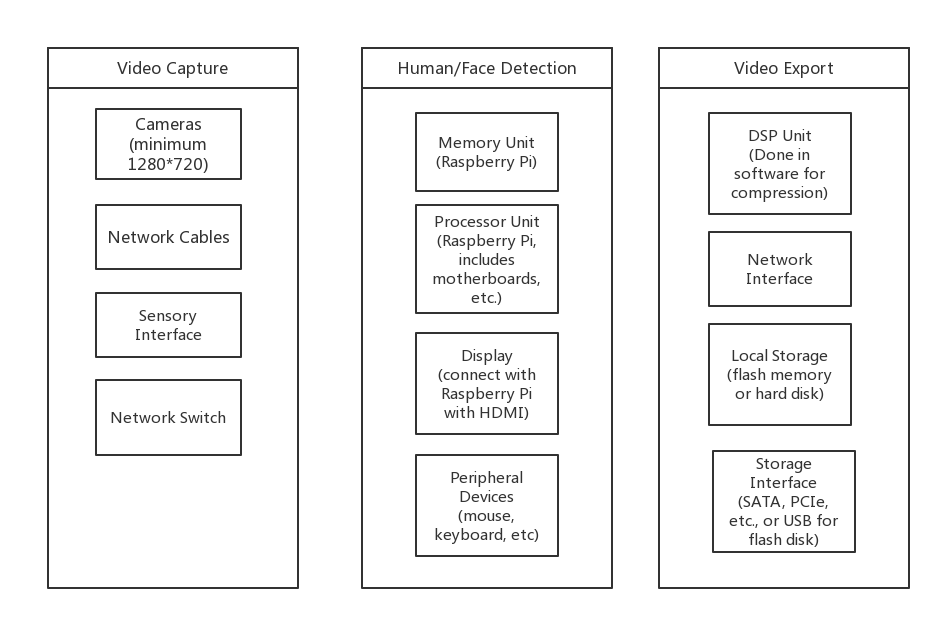 Video Capture
Cameras
(minimum
1280*720)
Network Cables
Sensory
Interface
Network Switch
Human/Face Detection
Memory Unit
(Raspberry Pi)
Processor Unit
(Raspberry Pi,
includes
motherboards,
etc.)
Display
(connect with
Raspberry Pi
with HDMI)
Peripheral
Devices
(mouse,
keyboard, etc)
Video Export
DSP Unit
(Done in
software for
compression)
Network
Interface
Local Storage
(flash memory
or hard disk)
Storage
Interface
(SATA, PCIe,
etc., or USB for
flash disk)